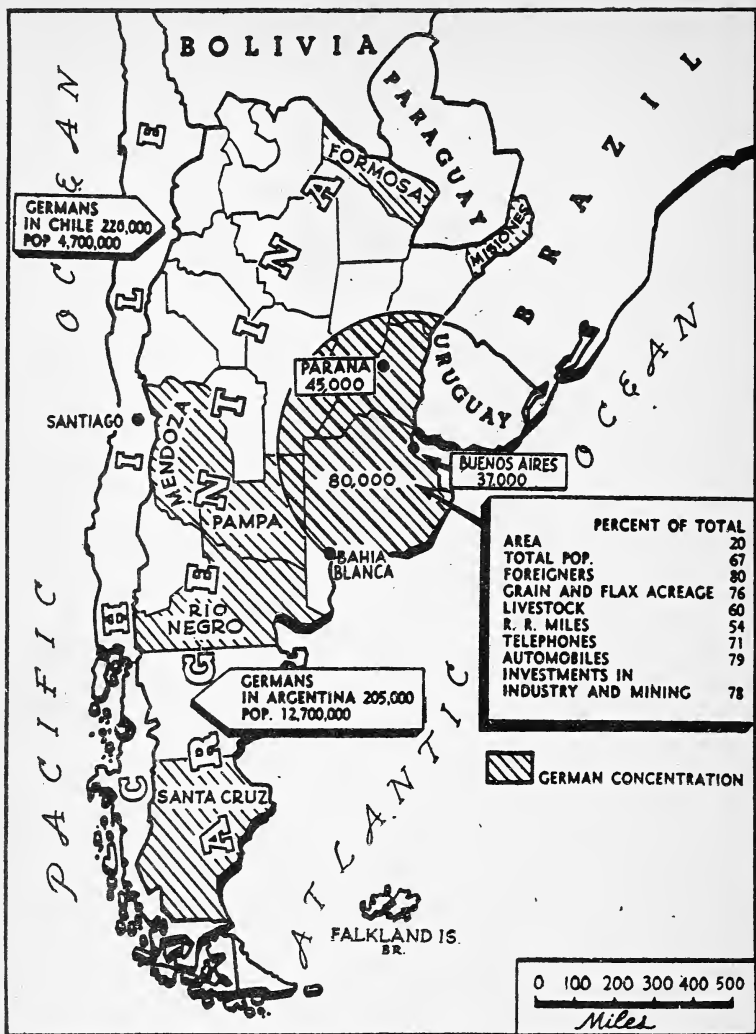 BOLIVIA
PARAGUAY
BRAZIL
PACIFIC OCEAN
CHILE
ARGENTINA
FORMOSA
MISIONES
GERMANS
IN CHILE 220,000
POP 4,700,000
PARANA
45,000
URUGUAY
SANTIAGO
MENDOZA
80,000
BUENOS AIRES
37.000
PAMPA
BAHIA
BLANCA
RIO
NEGRO
PERCENT OF TOTAL
AREA 20
TOTAL POP. 67
FOREIGNERS 80
GRAIN AND FLAX ACREAGE 76
LIVESTOCK 60
R. R. MILES 54
TELEPHONES 71
AUTOMOBILES 79
INVESTMENTS IN
INDUSTRY AND MINING 78
GERMANS
IN ARGENTINA 205,000
POP. 12,700,000
GERMAN CONCENTRATION
SANTA CRUZ
ATLANTIC OCEAN
FALKLAND IS.
BR.
0 100 200 300 400 500
Miles